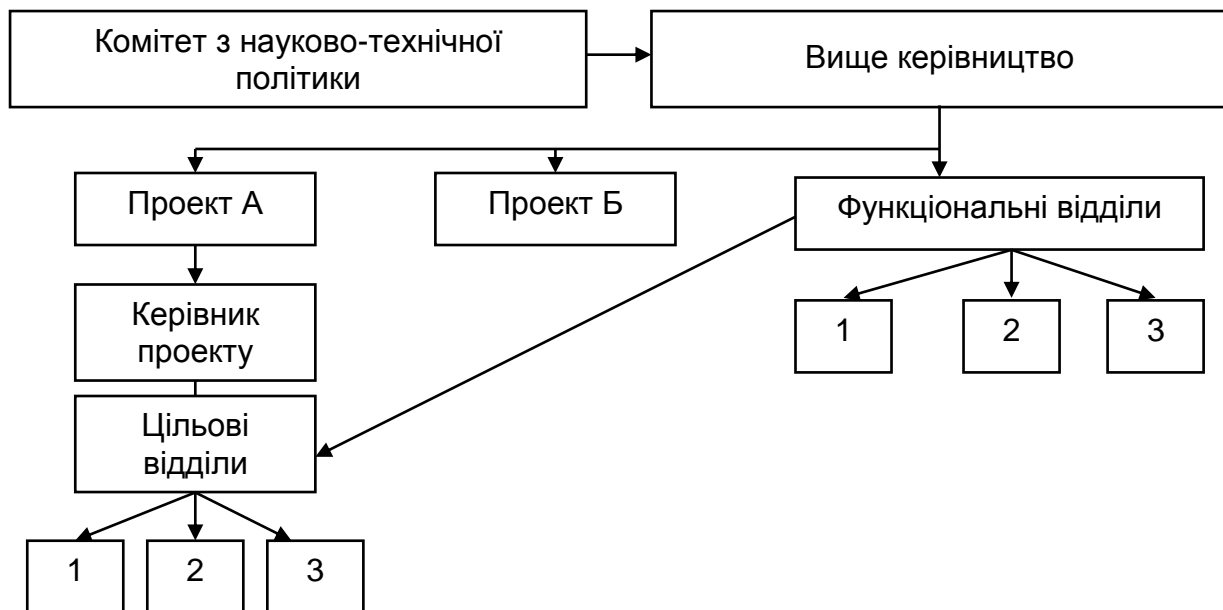 Комітет з науково-технічної
політики
Вище керівництво
Проект А
Проект Б
Функціональні відділи
Керівник
проекту
1
2
3
Цільові
відділи
1
2
3